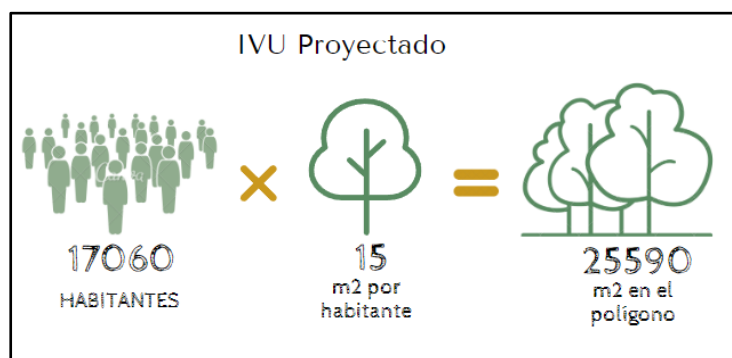 IVU Proyectado
17060
HABITANTES
15
m2 por
habitante
25590
m2 en el
polígono